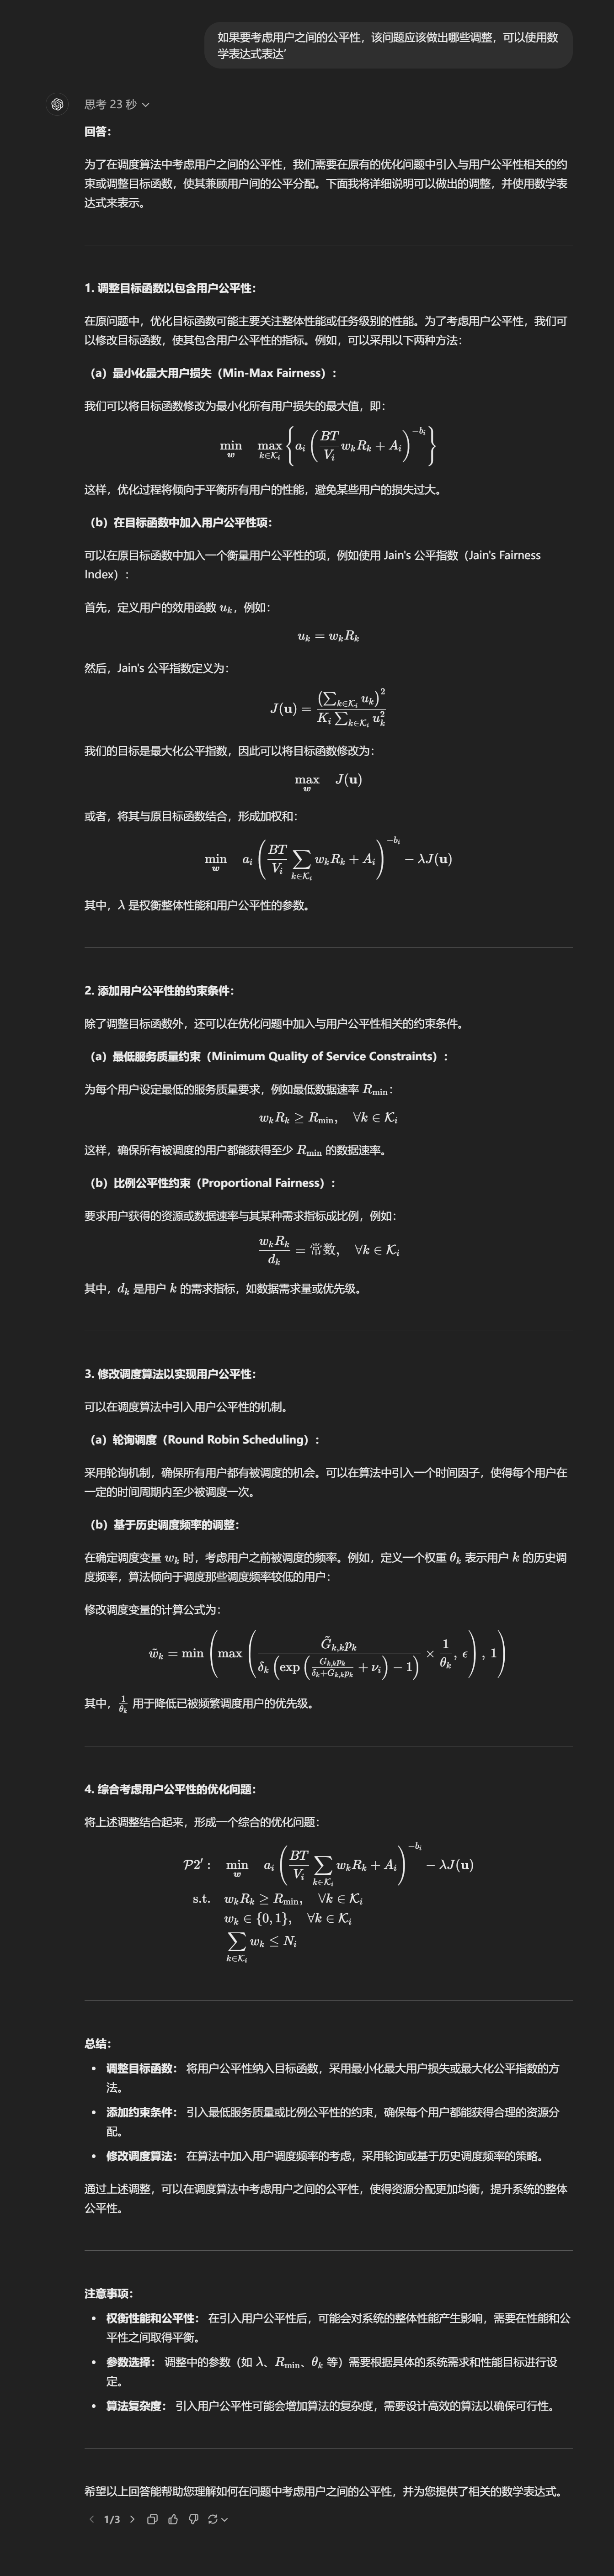 如果要考虑用户之间的公平性，该问题应该做出哪些调整，可以使用数
学表达式表达‘
思考 23 秒
回答：
为了在调度算法中考虑用户之间的公平性，我们需要在原有的优化问题中引入与用户公平性相关的约
束或调整目标函数，使其兼顾用户间的公平分配。下面我将详细说明可以做出的调整，并使用数学表
达式来表示。
1. 调整目标函数以包含用户公平性：
在原问题中，优化目标函数可能主要关注整体性能或任务级别的性能。为了考虑用户公平性，我们可
以修改目标函数，使其包含用户公平性的指标。例如，可以采用以下两种方法：
（a）最小化最大用户损失（Min-Max Fairness）：
我们可以将目标函数修改为最小化所有用户损失的最大值，即：
$\min_{\boldsymbol{w}} \quad \max_{k \in \mathcal{K}_i} \left\{ a_i \left( \frac{BT}{V_i} w_k R_k + A_i \right)^{-b_i} \right\}$
这样，优化过程将倾向于平衡所有用户的性能，避免某些用户的损失过大。
（b）在目标函数中加入用户公平性项：
可以在原目标函数中加入一个衡量用户公平性的项，例如使用 Jain's 公平指数（Jain's Fairness
Index）：
首先，定义用户的效用函数 $u_k$，例如：
$u_k = w_k R_k$
然后，Jain's 公平指数定义为：
$J(\mathbf{u}) = \frac{\left( \sum_{k \in \mathcal{K}_i} u_k \right)^2}{K_i \sum_{k \in \mathcal{K}_i} u_k^2}$
我们的目标是最大化公平指数，因此可以将目标函数修改为：
$\max_{\boldsymbol{w}} \quad J(\mathbf{u})$
或者，将其与原目标函数结合，形成加权和：
$\min_{\boldsymbol{w}} \quad a_i \left( \frac{BT}{V_i} \sum_{k \in \mathcal{K}_i} w_k R_k + A_i \right)^{-b_i} - \lambda J(\mathbf{u})$
其中，$\lambda$ 是权衡整体性能和用户公平性的参数。
2. 添加用户公平性的约束条件：
除了调整目标函数外，还可以在优化问题中加入与用户公平性相关的约束条件。
（a）最低服务质量约束（Minimum Quality of Service Constraints）：
为每个用户设定最低的服务质量要求，例如最低数据速率 $R_{\min}$：
$w_k R_k \geq R_{\min}, \quad \forall k \in \mathcal{K}_i$
这样，确保所有被调度的用户都能获得至少 $R_{\min}$ 的数据速率。
（b）比例公平性约束（Proportional Fairness）：
要求用户获得的资源或数据速率与其某种需求指标成比例，例如：
$\frac{w_k R_k}{d_k} = 常数, \quad \forall k \in \mathcal{K}_i$
其中，$d_k$ 是用户 $k$ 的需求指标，如数据需求量或优先级。
3. 修改调度算法以实现用户公平性：
可以在调度算法中引入用户公平性的机制。
（a）轮询调度（Round Robin Scheduling）：
采用轮询机制，确保所有用户都有被调度的机会。可以在算法中引入一个时间因子，使得每个用户在
一定的时间周期内至少被调度一次。
（b）基于历史调度频率的调整：
在确定调度变量 $w_k$ 时，考虑用户之前被调度的频率。例如，定义一个权重 $\theta_k$ 表示用户 $k$ 的历史调
度频率，算法倾向于调度那些调度频率较低的用户：
修改调度变量的计算公式为：
$\tilde{w}_k = \min \left( \max \left( \frac{\tilde{G}_{k,k} p_k}{\delta_k \left( \exp \left( \frac{G_{k,k} p_k}{\delta_k + G_{k,k} p_k} + \nu_i \right) - 1 \right)} \times \frac{1}{\theta_k}, \epsilon \right), 1 \right)$
其中，$\frac{1}{\theta_k}$ 用于降低已被频繁调度用户的优先级。
4. 综合考虑用户公平性的优化问题：
将上述调整结合起来，形成一个综合的优化问题：
$\mathcal{P}2' : \quad \min_{\boldsymbol{w}} \quad a_i \left( \frac{BT}{V_i} \sum_{k \in \mathcal{K}_i} w_k R_k + A_i \right)^{-b_i} - \lambda J(\mathbf{u})$
$\text{s.t.} \quad w_k R_k \geq R_{\min}, \quad \forall k \in \mathcal{K}_i$
$w_k \in \{0, 1\}, \quad \forall k \in \mathcal{K}_i$
$\sum_{k \in \mathcal{K}_i} w_k \leq N_i$
总结：
• 调整目标函数： 将用户公平性纳入目标函数，采用最小化最大用户损失或最大化公平指数的方
法。
• 添加约束条件： 引入最低服务质量或比例公平性的约束，确保每个用户都能获得合理的资源分
配。
• 修改调度算法： 在算法中加入用户调度频率的考虑，采用轮询或基于历史调度频率的策略。
通过上述调整，可以在调度算法中考虑用户之间的公平性，使得资源分配更加均衡，提升系统的整体
公平性。
注意事项：
• 权衡性能和公平性： 在引入用户公平性后，可能会对系统的整体性能产生影响，需要在性能和公
平性之间取得平衡。
• 参数选择： 调整中的参数（如 $\lambda$、$R_{\min}$、$\theta_k$ 等）需要根据具体的系统需求和性能目标进行设
定。
• 算法复杂度： 引入用户公平性可能会增加算法的复杂度，需要设计高效的算法以确保可行性。
希望以上回答能帮助您理解如何在问题中考虑用户之间的公平性，并为您提供了相关的数学表达式。
1/3